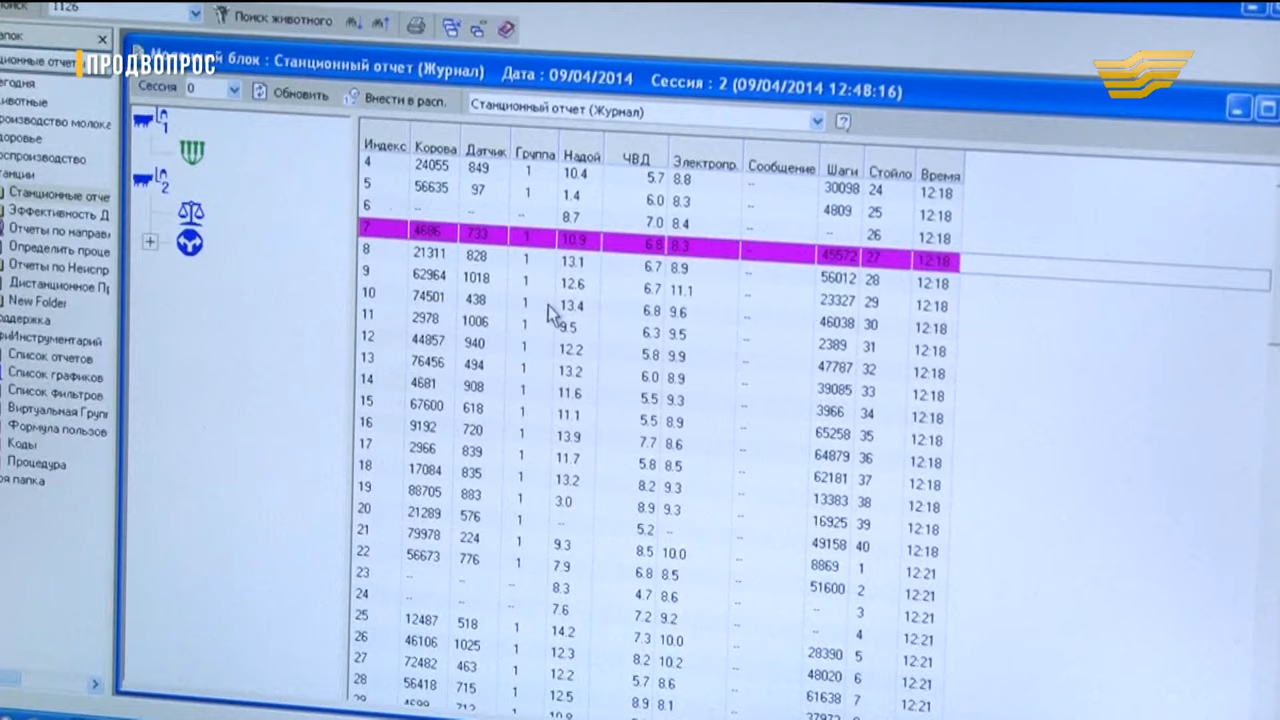 1126 Поиск животного
ПРОДВОПРОС
блок : Станционный отчет (Журнал) Дата : 09/04/2014 Сессия : 2 (09/04/2014 12:48:16)
Сессия 0 Обновить Внести в расп. Станционный отчет (Журнал)
1
2
Станционные отче
Эффективность Д
Отчеты по направ
Определить проце
Отчеты по Неиспр
Дистанционное Пр
New Folder
Список отчетов
Список графиков
Список фильтров
Виртуальная Групп
Формула пользов
Коды
Процедура
папка
Индекс Корова Датчик Группа Надой ЧВД Электропр. Сообщение Шаги Стойло Время
4 24055 849 1 10.4 5.7 8.8 -- 30098 24 12:18
5 56635 97 1 1.4 6.0 8.3 -- 4809 25 12:18
6 -- -- -- 8.7 7.0 8.4 -- -- 26 12:18
7 4686 733 1 10.9 6.8 8.3 -- 45572 27 12:18
8 21311 828 1 13.1 6.7 8.9 -- 56012 28 12:18
9 62964 1018 1 12.6 6.7 11.1 -- 23327 29 12:18
10 74501 438 1 13.4 6.8 9.6 -- 46038 30 12:18
11 2978 1006 1 9.5 6.3 9.5 -- 2389 31 12:18
12 44857 940 1 12.2 5.8 9.9 -- 47787 32 12:18
13 76456 494 1 13.2 6.0 8.9 -- 39085 33 12:18
14 4681 908 1 11.6 5.5 9.3 -- 3966 34 12:18
15 67600 618 1 11.1 5.5 8.9 -- 65258 35 12:18
16 9192 720 1 13.9 7.7 8.6 -- 64879 36 12:18
17 2966 839 1 11.7 5.8 8.5 -- 62181 37 12:18
18 17084 835 1 13.2 8.2 9.3 -- 13383 38 12:18
19 88705 883 1 3.0 8.9 9.3 -- 16925 39 12:18
20 21289 576 1 -- 5.2 -- -- 49158 40 12:18
21 79978 224 1 9.3 8.5 10.0 -- 8869 1 12:21
22 56673 776 1 7.9 6.8 8.5 -- 51600 2 12:21
23 -- -- -- 8.3 4.7 8.6 -- -- 3 12:21
24 -- -- -- 7.6 7.2 9.2 -- -- 4 12:21
25 12487 518 1 14.2 7.3 10.0 -- 28390 5 12:21
26 46106 1025 1 12.3 8.2 10.2 -- 48020 6 12:21
27 72482 463 1 12.2 5.7 8.6 -- 61638 7 12:21
28 56418 715 1 12.5 8.9 8.1